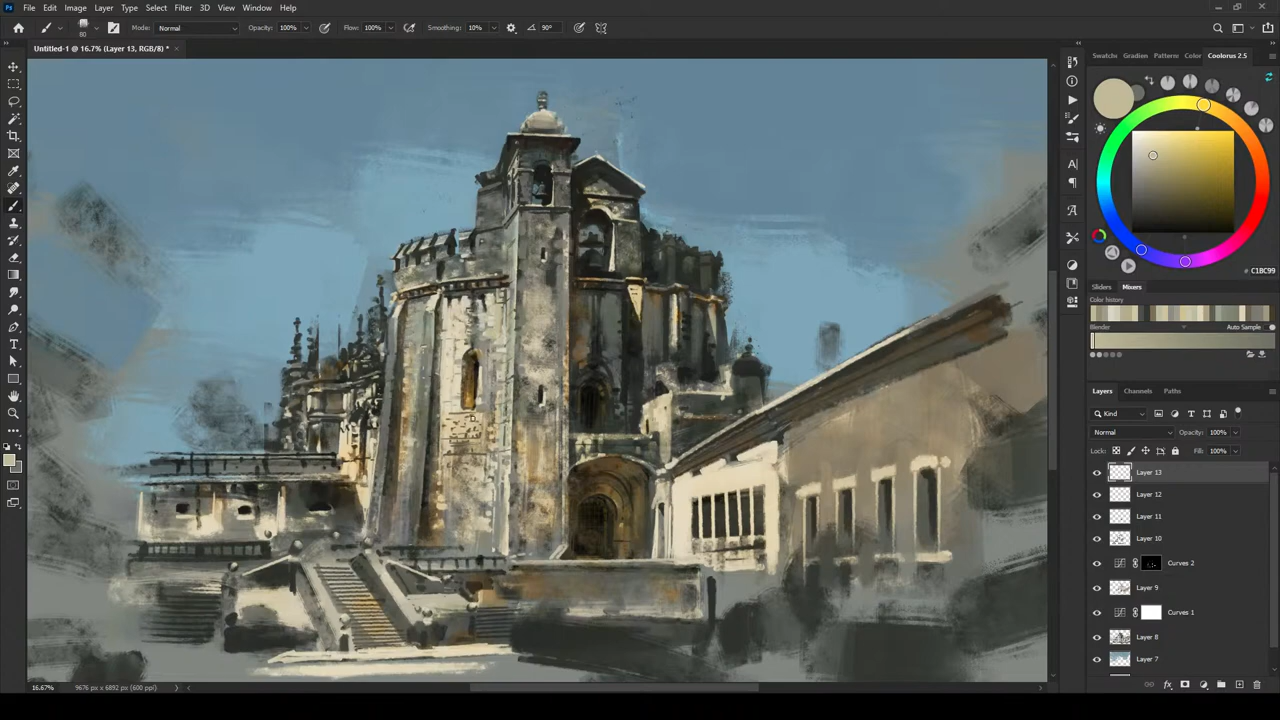 Ps File Edit Image Layer Type Select Filter 3D View Window Help
60 Mode: Normal Opacity: 100% Flow: 100% Smoothing: 10% 90°
Untitled-1 @ 16.7% (Layer 13, RGB/8) *
Swatchs Gradien Pattern: Color Coolorus 2.5
# C1BC99
Sliders Mixers
Color history
Blender Auto Sample
Layers Channels Paths
Kind
Normal Opacity: 100%
Lock: Fill: 100%
Layer 13
Layer 12
Layer 11
Layer 10
Curves 2
Layer 9
Curves 1
Layer 8
Layer 7
16.67% 9676 px x 6892 px (600 ppi)